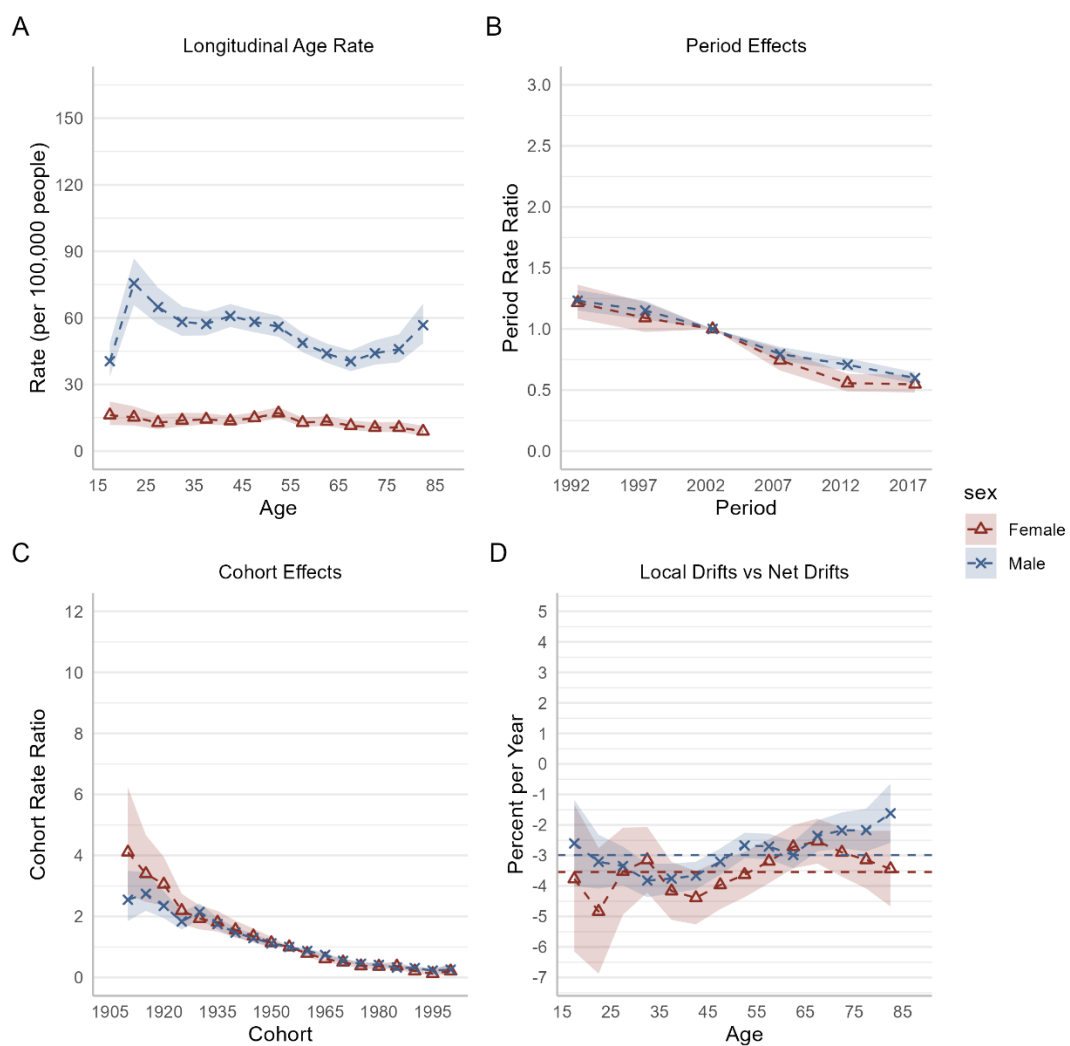 A
Longitudinal Age Rate
150
120
90
60
30
0
Rate (per 100,000 people)
15 25 35 45 55 65 75 85
Age
B
Period Effects
3.0
2.5
2.0
1.5
1.0
0.5
0.0
Period Rate Ratio
1992 1997 2002 2007 2012 2017
Period
C
Cohort Effects
12
10
8
6
4
2
0
Cohort Rate Ratio
1905 1920 1935 1950 1965 1980 1995
Cohort
D
Local Drifts vs Net Drifts
5
4
3
2
1
0
-1
-2
-3
-4
-5
-6
-7
Percent per Year
15 25 35 45 55 65 75 85
Age
sex
Female
Male